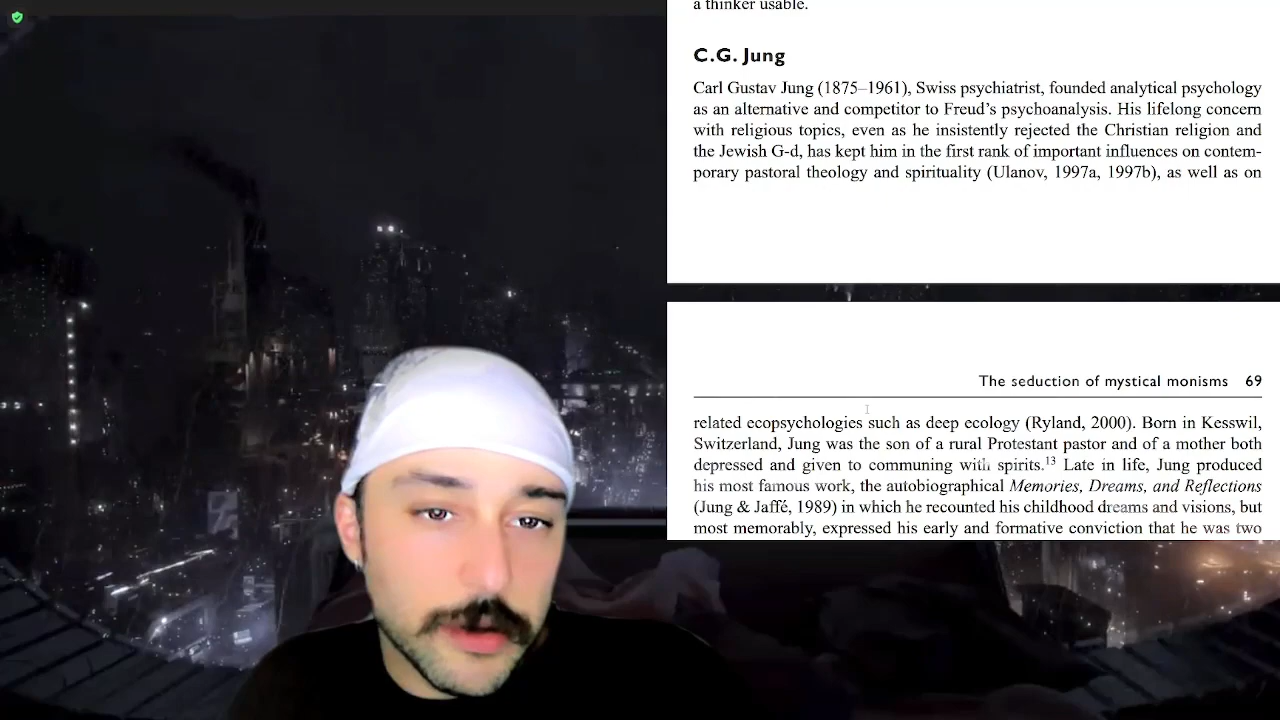 a thinker usable.
C.G. Jung
Carl Gustav Jung (1875–1961), Swiss psychiatrist, founded analytical psychology
as an alternative and competitor to Freud’s psychoanalysis. His lifelong concern
with religious topics, even as he insistently rejected the Christian religion and
the Jewish G-d, has kept him in the first rank of important influences on contem-
porary pastoral theology and spirituality (Ulanov, 1997a, 1997b), as well as on
The seduction of mystical monisms 69
related ecopsychologies such as deep ecology (Ryland, 2000). Born in Kesswil,
Switzerland, Jung was the son of a rural Protestant pastor and of a mother both
depressed and given to communing with spirits.13 Late in life, Jung produced
his most famous work, the autobiographical Memories, Dreams, and Reflections
(Jung & Jaffé, 1989) in which he recounted his childhood dreams and visions, but
most memorably, expressed his early and formative conviction that he was two